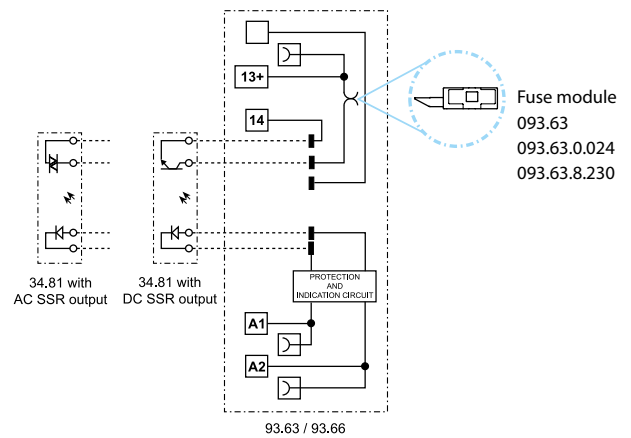 13+
14
Fuse module
093.63
093.63.0.024
093.63.8.230
34.81 with
AC SSR output
34.81 with
DC SSR output
PROTECTION
AND
INDICATION CIRCUIT
A1
A2
93.63 / 93.66